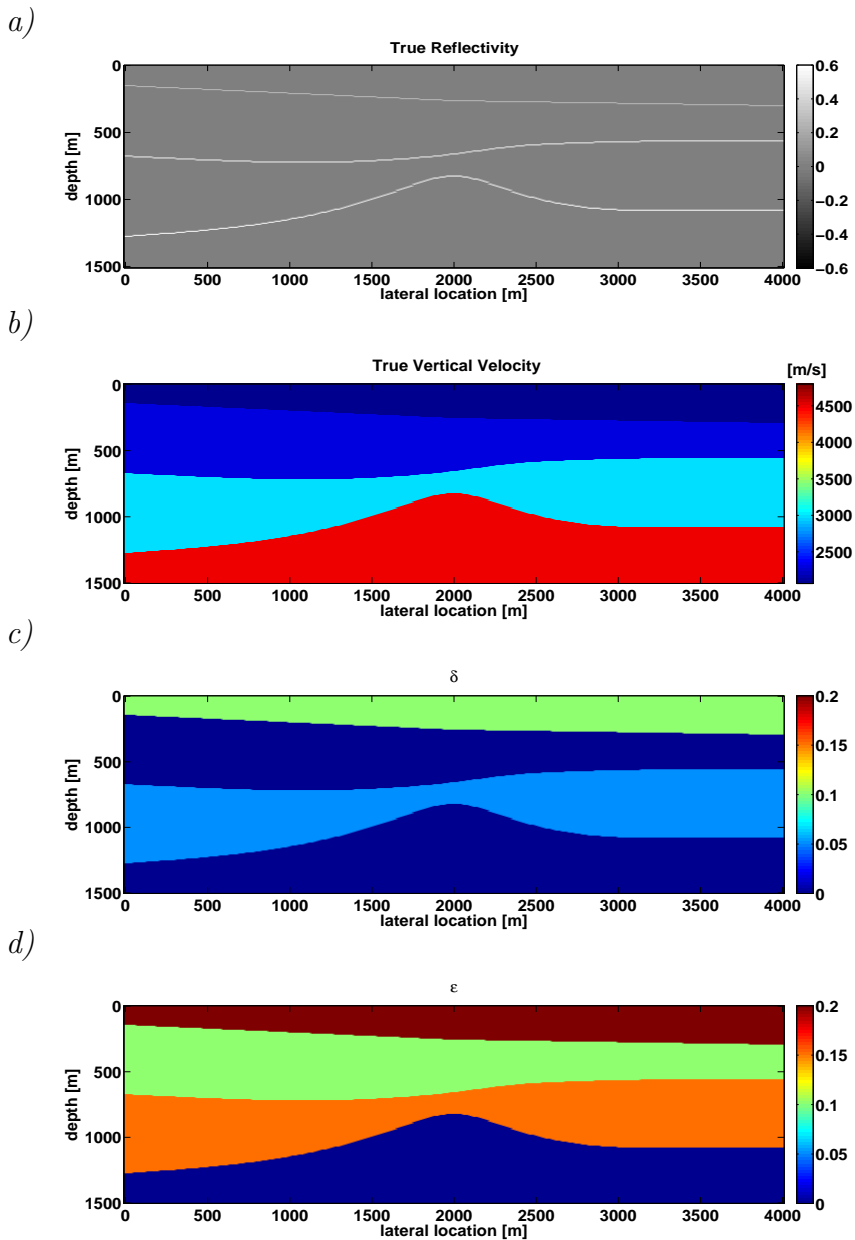 a)
True Reflectivity
depth [m]
0
500
1000
1500
0 500 1000 1500 2000 2500 3000 3500 4000
lateral location [m]
0.6
0.4
0.2
0
−0.2
−0.4
−0.6
b)
True Vertical Velocity
[m/s]
depth [m]
0
500
1000
1500
0 500 1000 1500 2000 2500 3000 3500 4000
lateral location [m]
4500
4000
3500
3000
2500
c)
δ
depth [m]
0
500
1000
1500
0 500 1000 1500 2000 2500 3000 3500 4000
lateral location [m]
0.2
0.15
0.1
0.05
0
d)
ε
depth [m]
0
500
1000
1500
0 500 1000 1500 2000 2500 3000 3500 4000
lateral location [m]
0.2
0.15
0.1
0.05
0